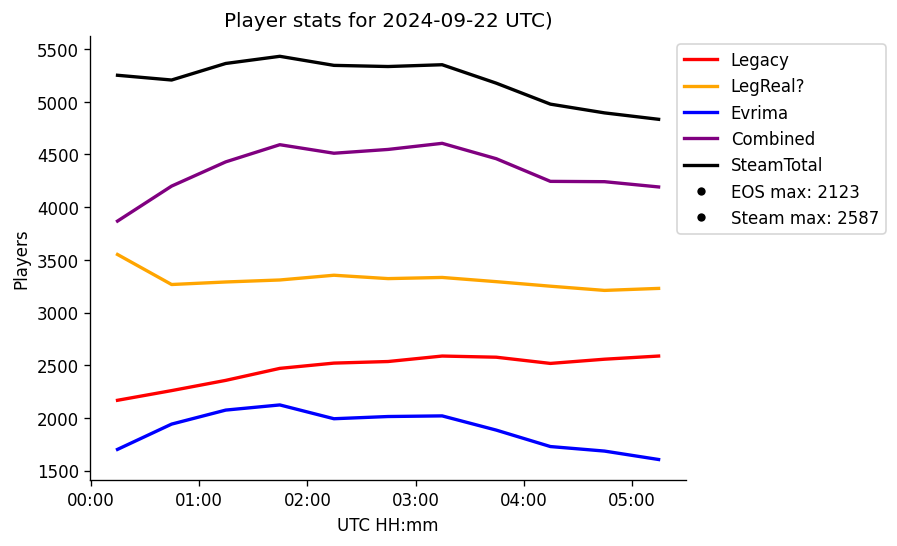 Player stats for 2024-09-22 UTC)
5500
5000
4500
4000
3500
3000
2500
2000
1500
Players
00:00 01:00 02:00 03:00 04:00 05:00
UTC HH:mm
Legacy
LegReal?
Evrima
Combined
SteamTotal
EOS max: 2123
Steam max: 2587